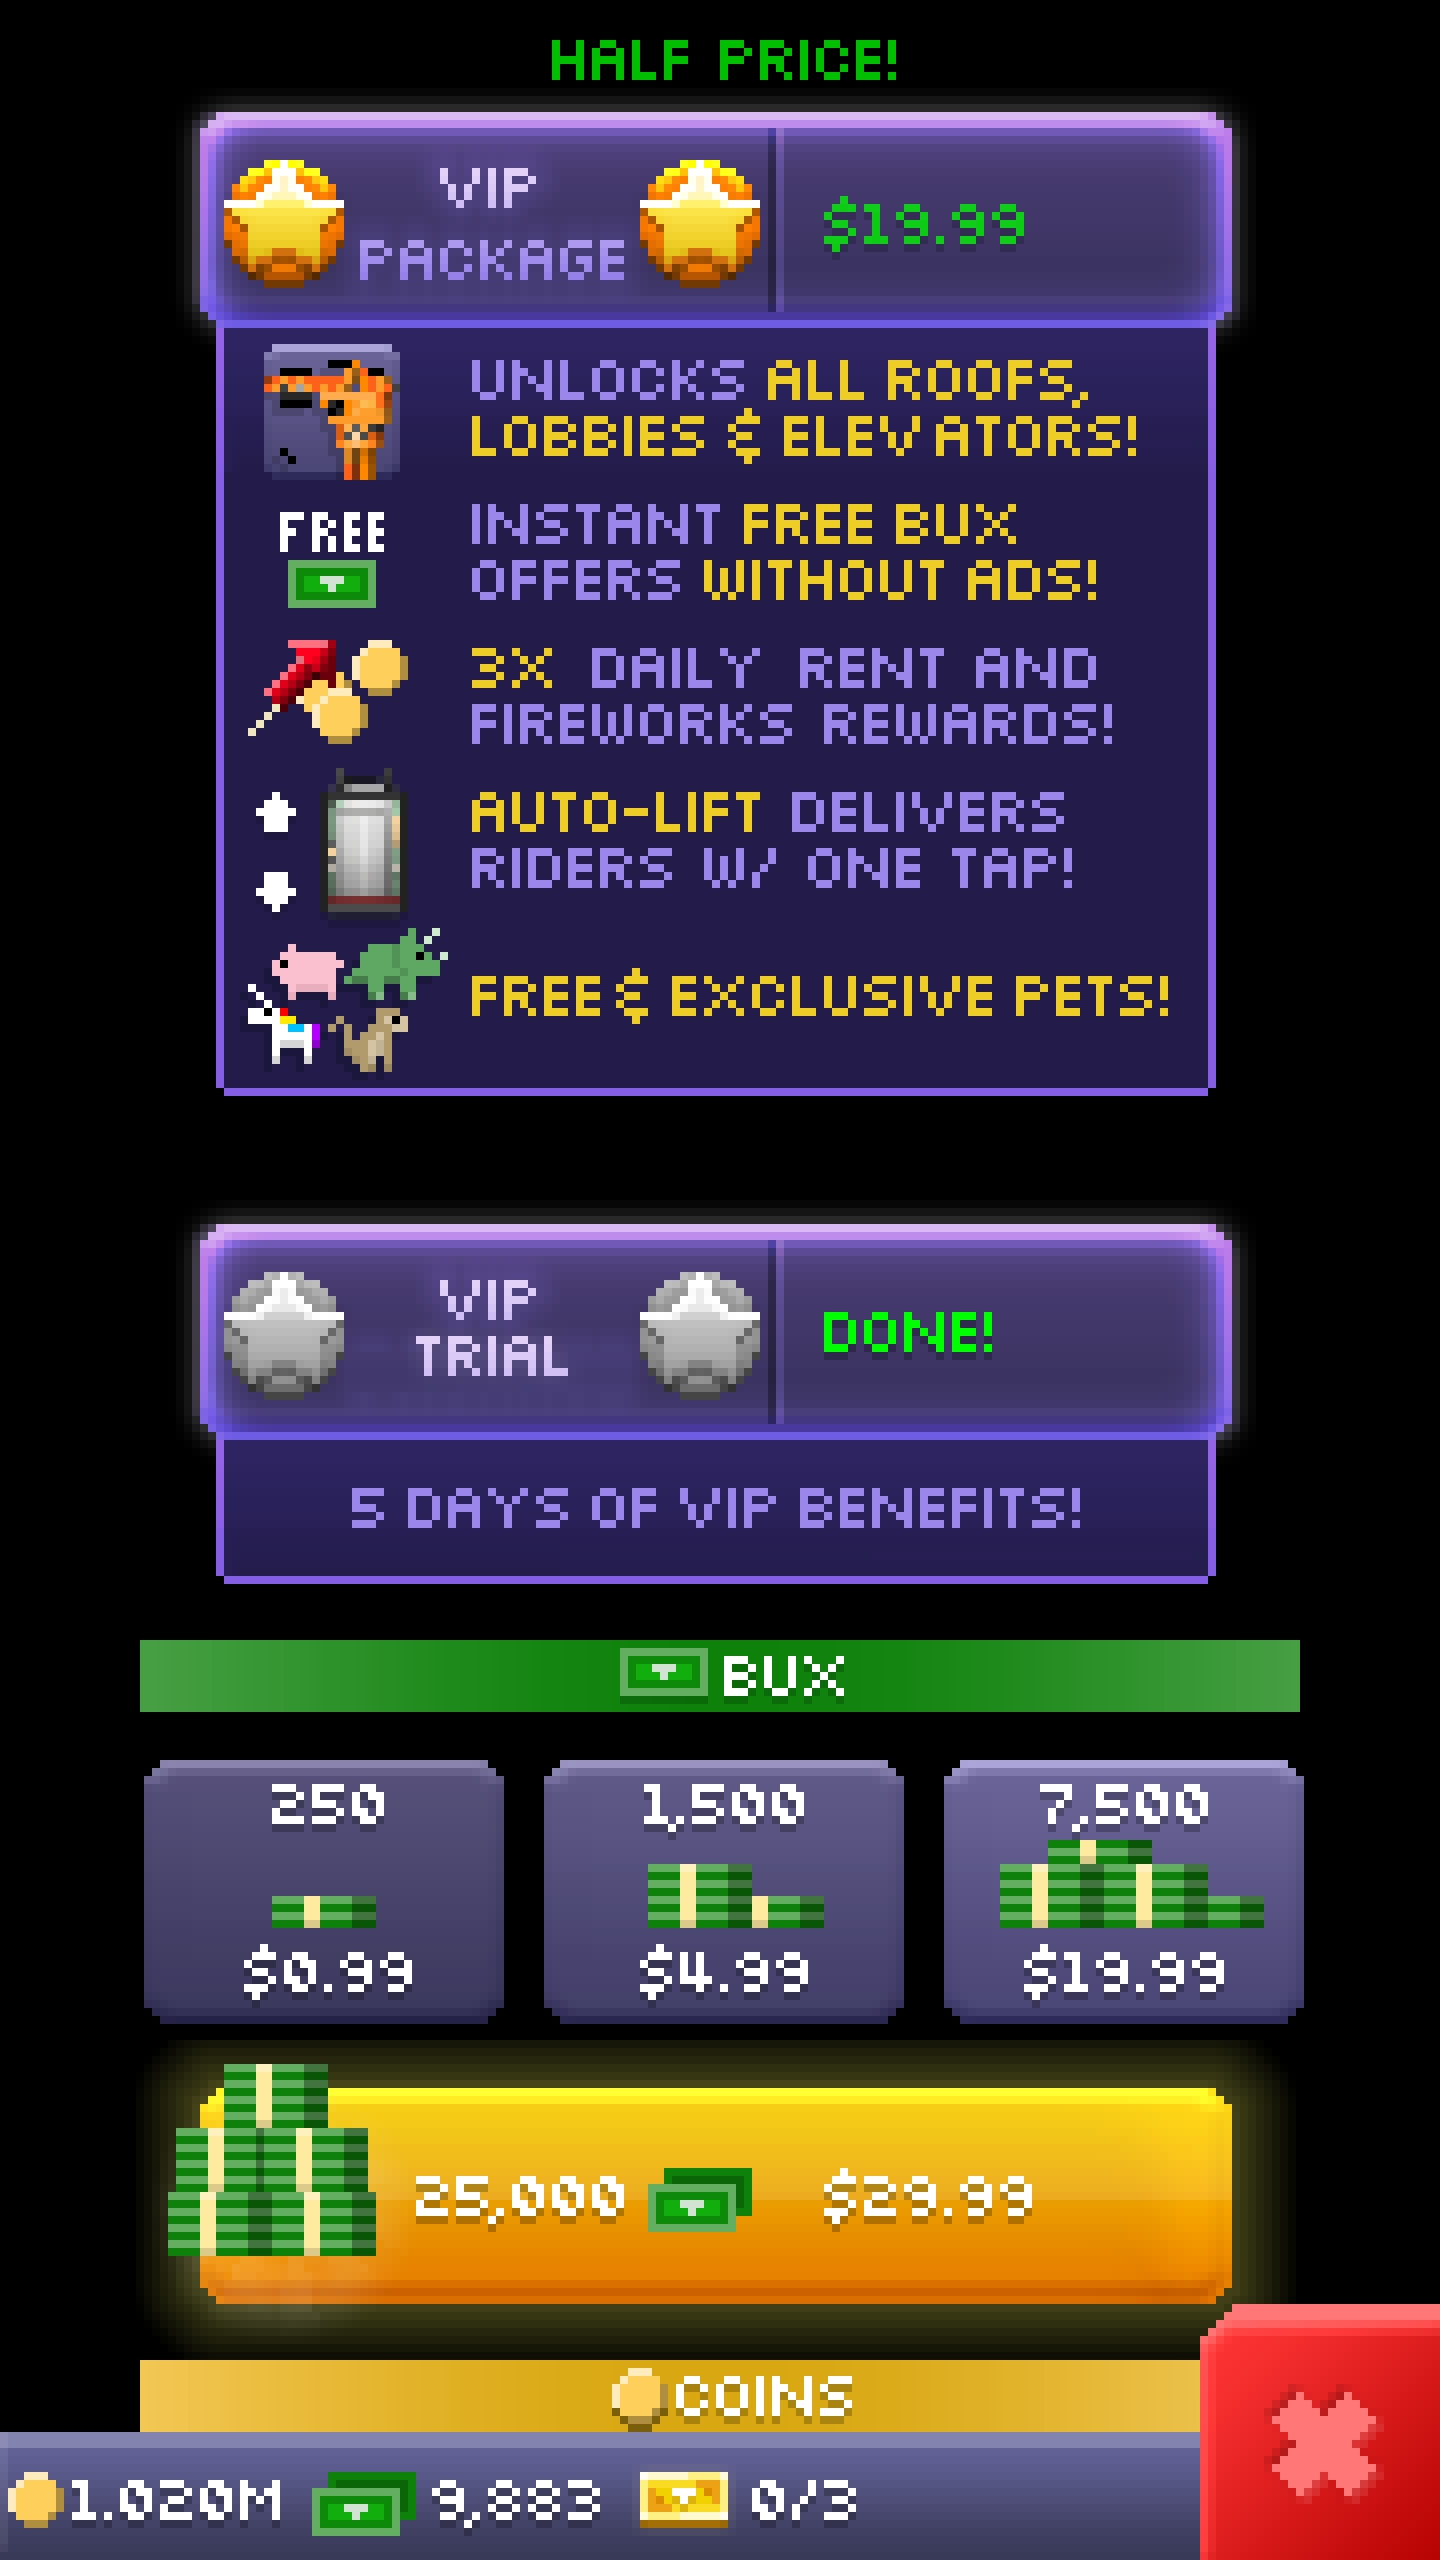 HALF PRICE!
VIP
PACKAGE
$19.99
UNLOCKS ALL ROOFS,
LOBBIES & ELEVATORS!
FREE
INSTANT FREE BUX
OFFERS WITHOUT ADS!
3X DAILY RENT AND
FIREWORKS REWARDS!
AUTO-LIFT DELIVERS
RIDERS W/ ONE TAP!
FREE & EXCLUSIVE PETS!
VIP
TRIAL
DONE!
5 DAYS OF VIP BENEFITS!
BUX
250
$0.99
1,500
$4.99
7,500
$19.99
25,000 $29.99
COINS
1.020M 9,883 0/3